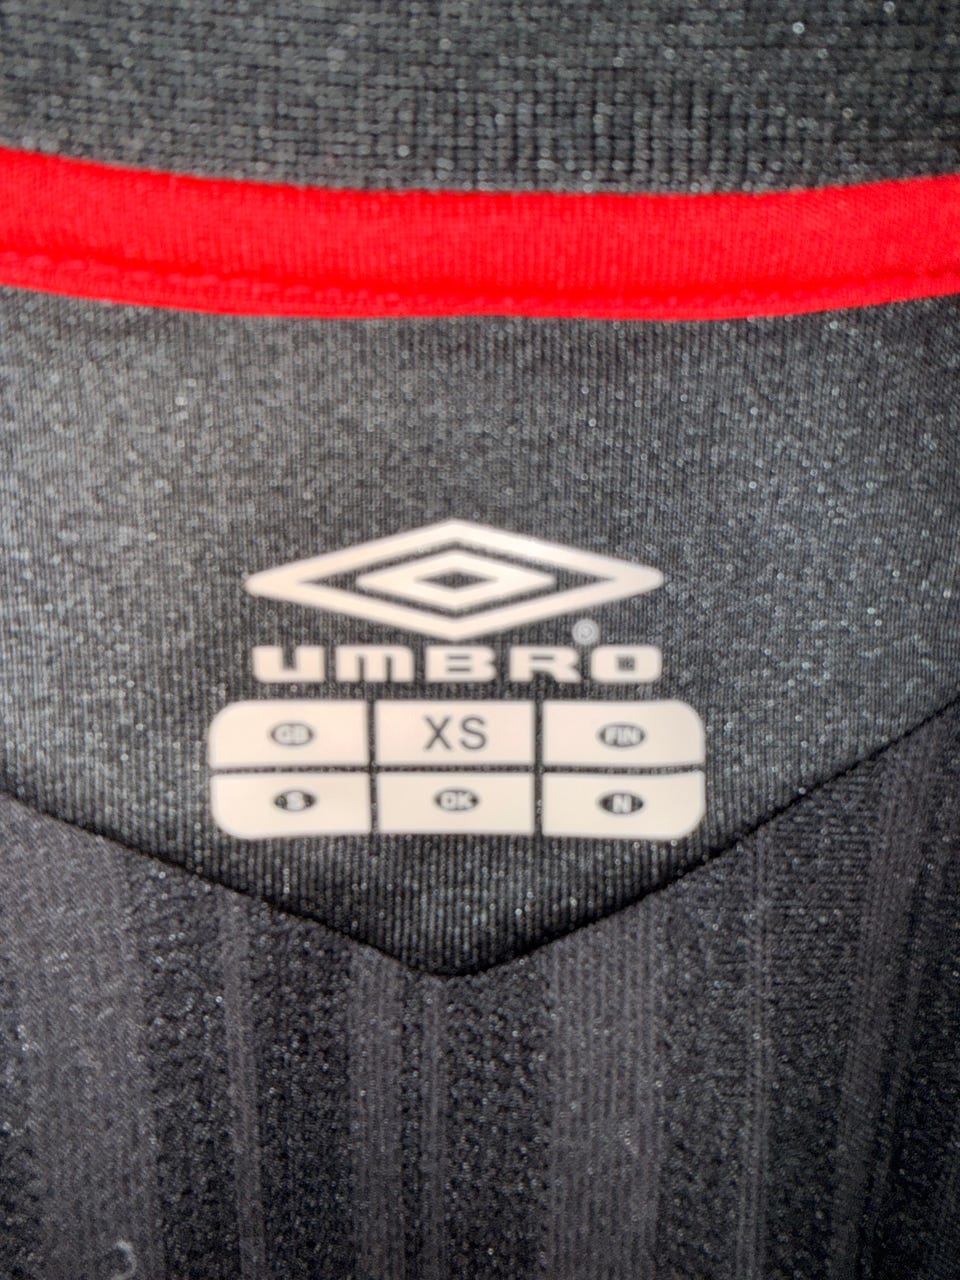 UMBRO®
GB XS FIN
S DK N